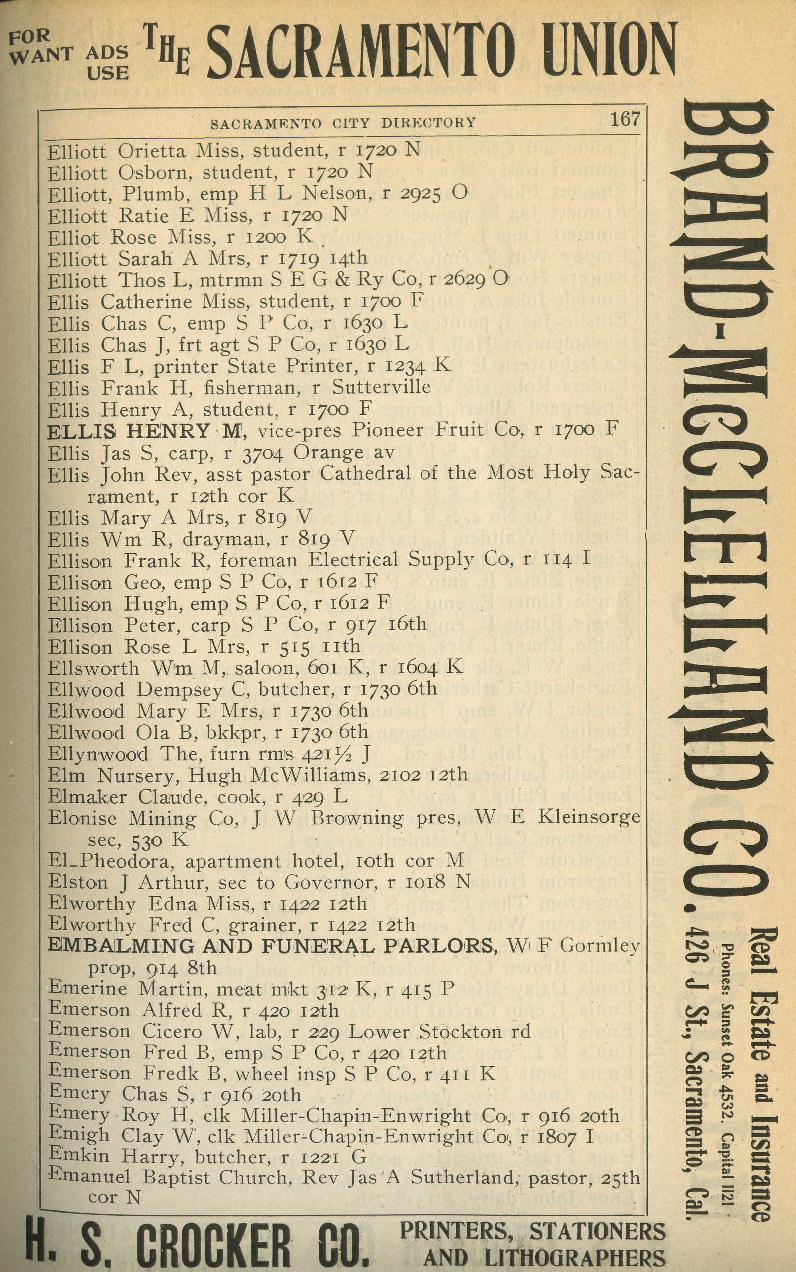 FOR
WANT ADS
USE
THE SACRAMENTO UNION
SACRAMENTO CITY DIRECTORY 167
Elliott Orietta Miss, student, r 1720 N
Elliott Osborn, student, r 1720 N
Elliott, Plumb, emp H L Nelson, r 2925 O
Elliott Ratie E Miss, r 1720 N
Elliot Rose Miss, r 1200 K
Elliott Sarah A Mrs, r 1719 14th
Elliott Thos L, mtrmn S E G & Ry Co, r 2629 O
Ellis Catherine Miss, student, r 1700 F
Ellis Chas C, emp S P Co, r 1630 L
Ellis Chas J, frt agt S P Co, r 1630 L
Ellis F L, printer State Printer, r 1234 K
Ellis Frank H, fisherman, r Sutterville
Ellis Henry A, student, r 1700 F
ELLIS HENRY M, vice-pres Pioneer Fruit Co, r 1700 F
Ellis Jas S, carp, r 3704 Orange av
Ellis John Rev, asst pastor Cathedral of the Most Holy Sac-
rament, r 12th cor K
Ellis Mary A Mrs, r 819 V
Ellis Wm R, drayman, r 819 V
Ellison Frank R, foreman Electrical Supply Co, r 114 I
Ellison Geo, emp S P Co, r 1612 F
Ellison Hugh, emp S P Co, r 1612 F
Ellison Peter, carp S P Co, r 917 16th
Ellison Rose L Mrs, r 515 11th
Ellsworth Wm M, saloon, 601 K, r 1604 K
Ellwood Dempsey C, butcher, r 1730 6th
Ellwood Mary E Mrs, r 1730 6th
Ellwood Ola B, bkkpr, r 1730 6th
Ellynwood The, furn rms 421½ J
Elm Nursery, Hugh McWilliams, 2102 12th
Elmaker Claude, cook, r 429 L
Elonise Mining Co, J W Browning pres, W E Kleinsorge
sec, 530 K
El Pheodora, apartment hotel, 10th cor M
Elston J Arthur, sec to Governor, r 1018 N
Elworthy Edna Miss, r 1422 12th
Elworthy Fred C, grainer, r 1422 12th
EMBALMING AND FUNERAL PARLORS, W F Gormley
prop, 914 8th
Emerine Martin, meat mkt 312 K, r 415 P
Emerson Alfred R, r 420 12th
Emerson Cicero W, lab, r 229 Lower Stockton rd
Emerson Fred B, emp S P Co, r 420 12th
Emerson Fredk B, wheel insp S P Co, r 411 K
Emery Chas S, r 916 20th
Emery Roy H, clk Miller-Chapin-Enwright Co, r 916 20th
Emigh Clay W, clk Miller-Chapin-Enwright Co, r 1807 I
Emkin Harry, butcher, r 1221 G
Emanuel Baptist Church, Rev Jas A Sutherland, pastor, 25th
cor N
BRAND-McCLELLAND CO.
Real Estate and Insurance
Phones: Sunset Oak 4532. Capital 1121
426 J St., Sacramento, Cal.
H. S. CROCKER CO.
PRINTERS, STATIONERS
AND LITHOGRAPHERS